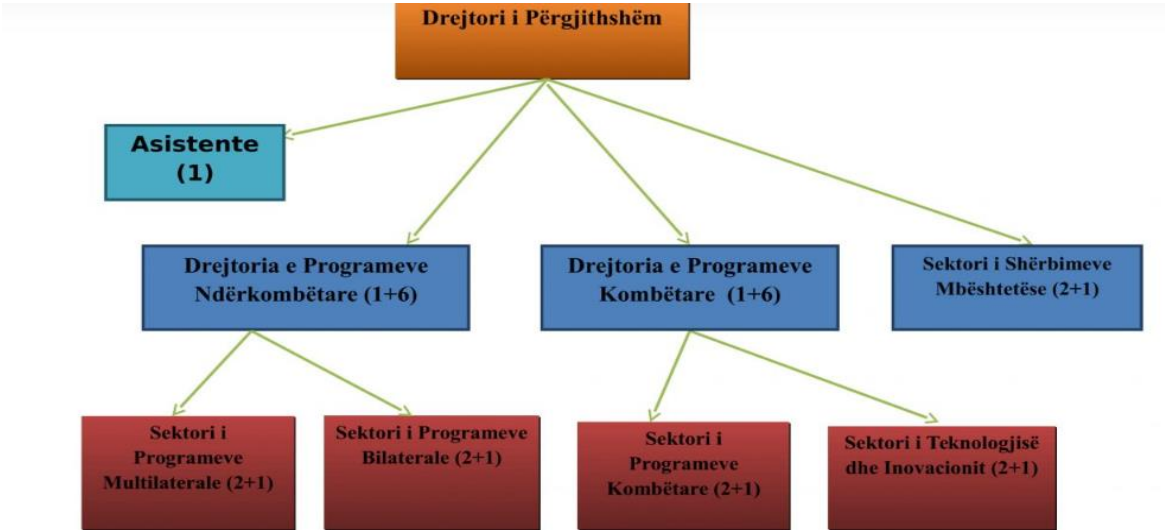 Drejtori i Përgjithshëm
Asistente
(1)
Drejtoria e Programeve
Ndërkombëtare (1+6)
Drejtoria e Programeve
Kombëtare (1+6)
Sektori i Shërbimeve
Mbështetëse (2+1)
Sektori i
Programeve
Multilaterale (2+1)
Sektori i Programeve
Bilaterale (2+1)
Sektori i
Programeve
Kombëtare (2+1)
Sektori i Teknologjisë
dhe Inovacionit (2+1)